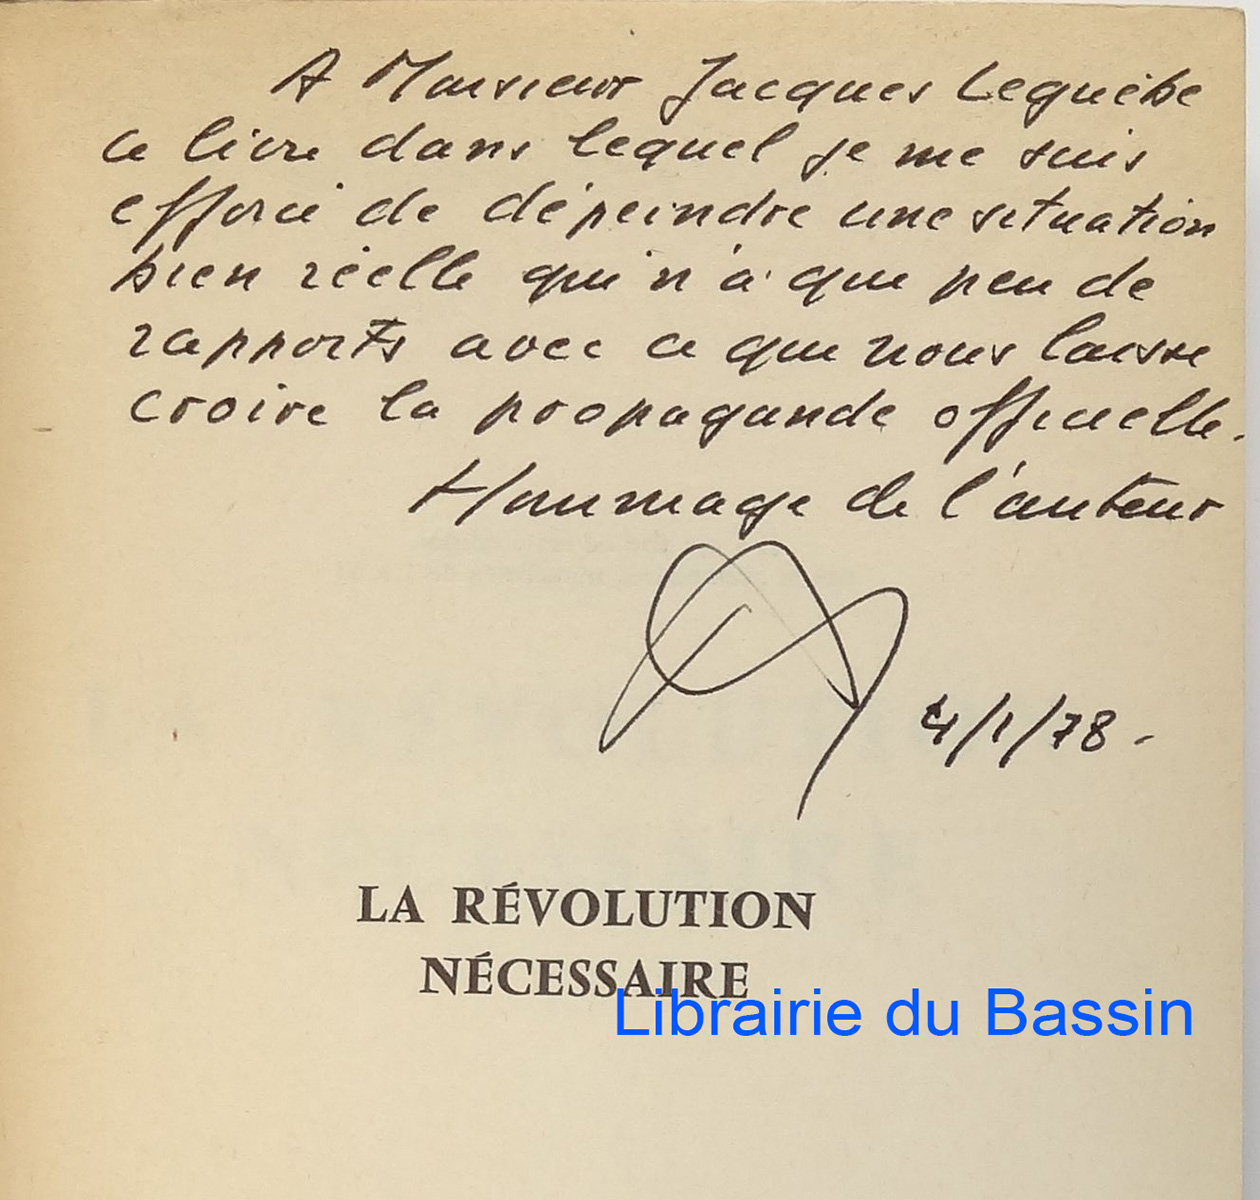 A Monsieur Jacques Leguèbe
ce livre dans lequel je me suis
efforcé de dépeindre une situation
bien réelle qui n'a que peu de
rapports avec ce que nous laisse
croire la propagande officielle.
Hommage de l'auteur
4/1/78 -
LA RÉVOLUTION
NÉCESSAIRE
Librairie du Bassin